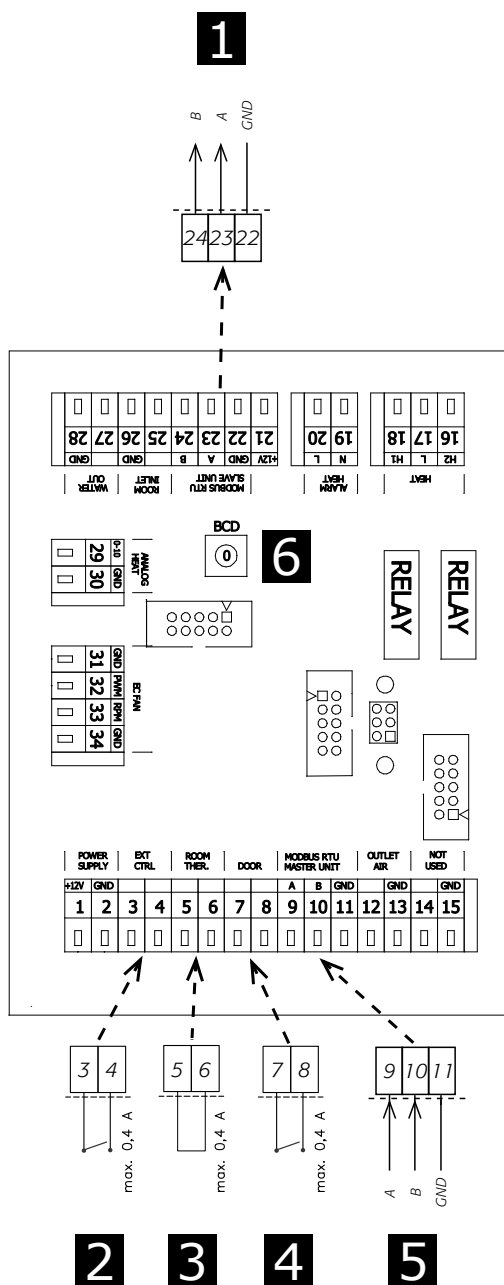 1
B A GND
24 23 22
28 27 26 25 24 23 22 21
GND GND B A GND +12V
WATER OUT
ROOM INLET
MODBUS RTU
SLAVE UNIT
20 19
L N
ALARM HEAT
18 17 16
H1 L H2
HEAT
BCD
0
6
29 0-10
30 GND
ANALOG
HEAT
RELAY RELAY
31 GND
32 PWM
33 RPM
34 GND
EC FAN
POWER SUPPLY
EXT CTRL
ROOM THER.
DOOR
MODBUS RTU
MASTER UNIT
OUTLET AIR
NOT USED
+12V GND A B GND GND GND
1 2 3 4 5 6 7 8 9 10 11 12 13 14 15
3 4
max. 0,4 A
5 6
max. 0,4 A
7 8
max. 0,4 A
9 10 11
A B GND
2 3 4 5